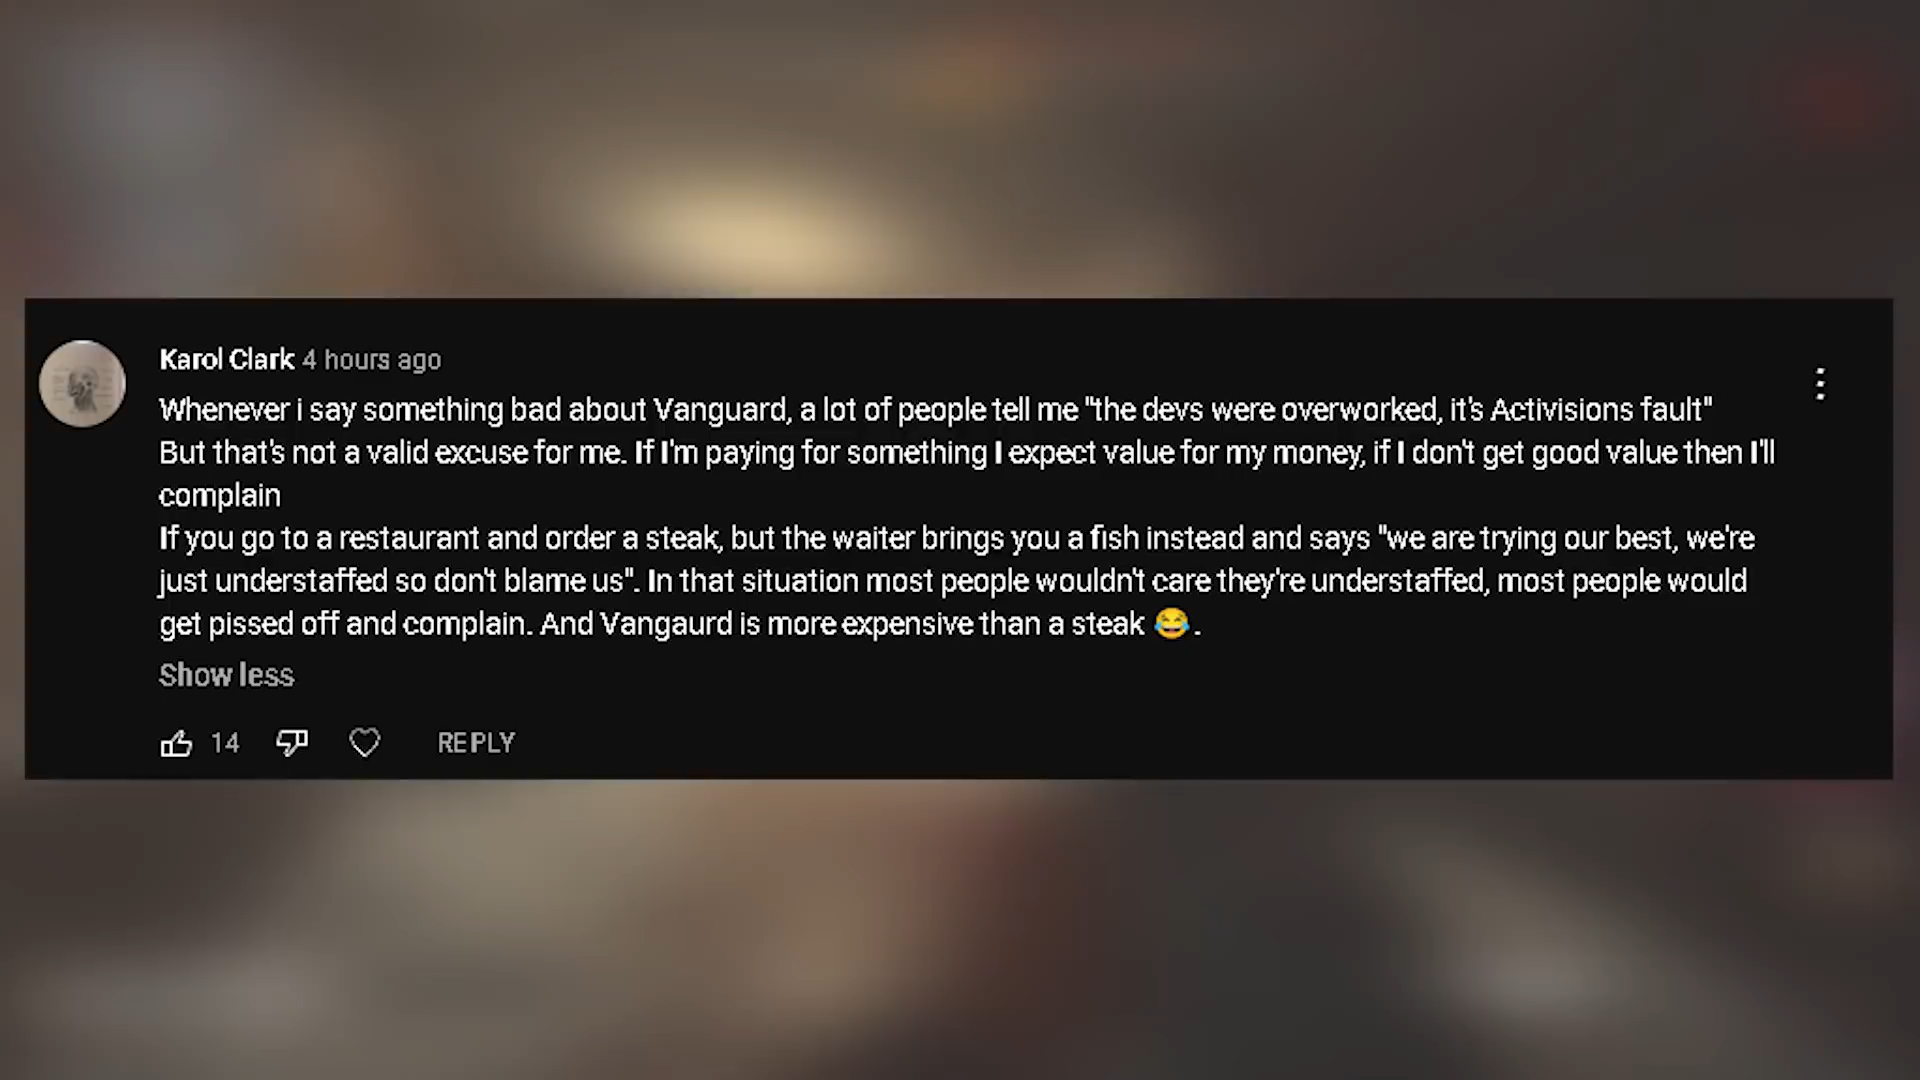 Karol Clark 4 hours ago
Whenever i say something bad about Vanguard, a lot of people tell me "the devs were overworked, it's Activisions fault"
But that's not a valid excuse for me. If I'm paying for something I expect value for my money, if I don't get good value then I'll
complain
If you go to a restaurant and order a steak, but the waiter brings you a fish instead and says "we are trying our best, we're
just understaffed so don't blame us". In that situation most people wouldn't care they're understaffed, most people would
get pissed off and complain. And Vangaurd is more expensive than a steak 😂.
Show less
14 REPLY